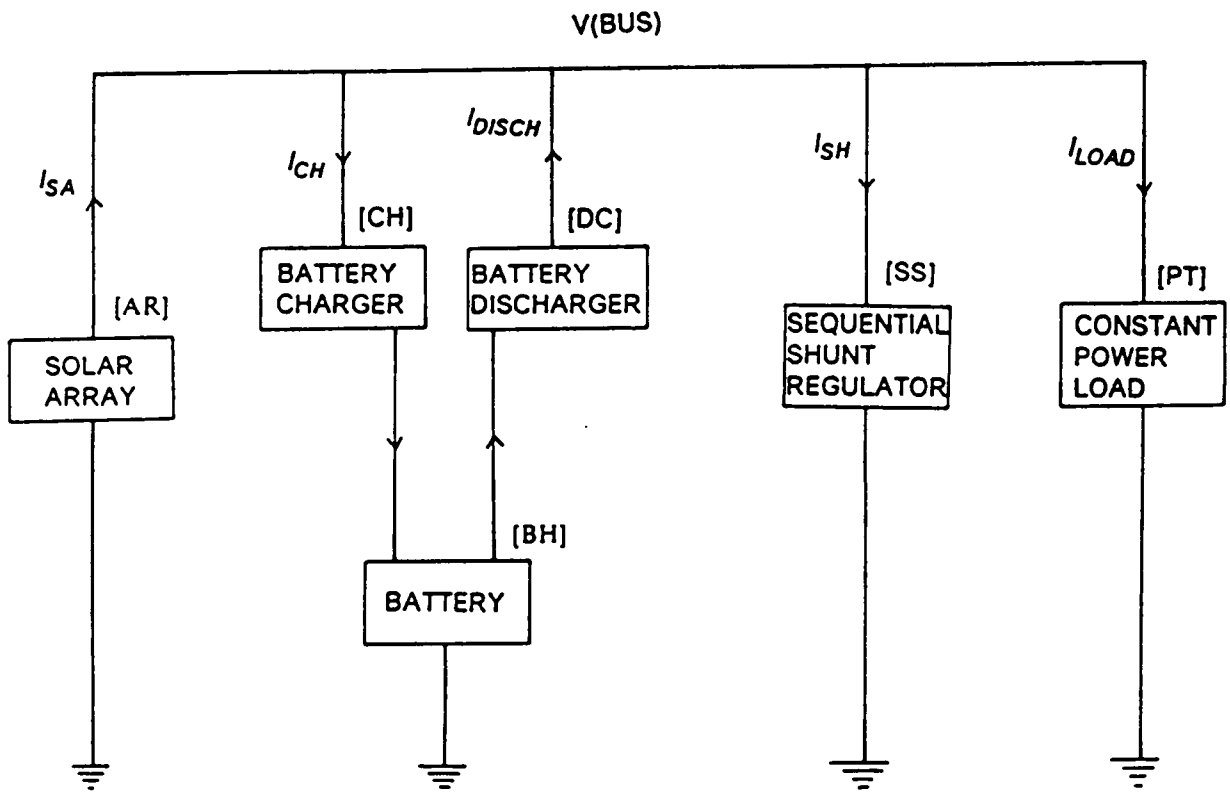 V(BUS)
I_SA
I_CH
I_DISCH
I_SH
I_LOAD
[AR]
SOLAR
ARRAY
[CH]
BATTERY
CHARGER
[DC]
BATTERY
DISCHARGER
[BH]
BATTERY
[SS]
SEQUENTIAL
SHUNT
REGULATOR
[PT]
CONSTANT
POWER
LOAD